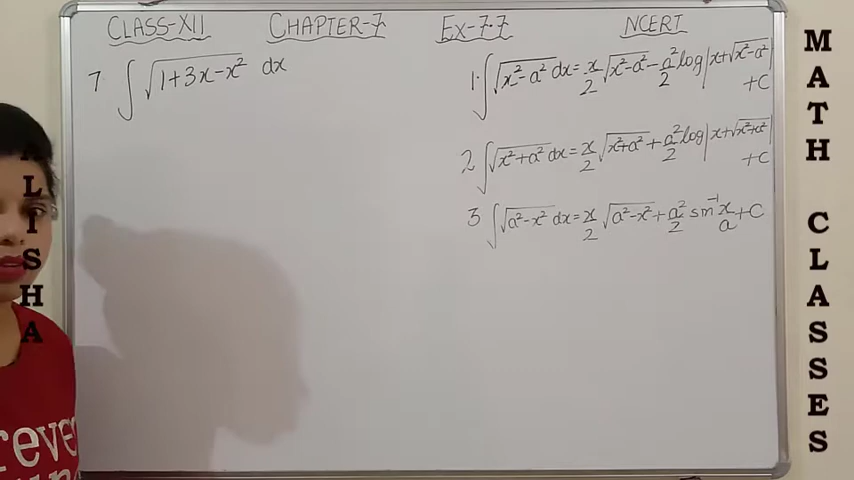 CLASS-XII CHAPTER-7 EX-7.7 NCERT
7 ∫ √(1+3x-x²) dx
1. ∫ √(x²-a²) dx = x/2 √(x²-a²) - a²/2 log|x+√(x²-a²)|
+C
2 ∫ √(x²+a²) dx = x/2 √(x²+a²) + a²/2 log|x+√(x²+a²)|
+C
3 ∫ √(a²-x²) dx = x/2 √(a²-x²) + a²/2 sin⁻¹ x/a + C
LISHA
MATH CLASSES